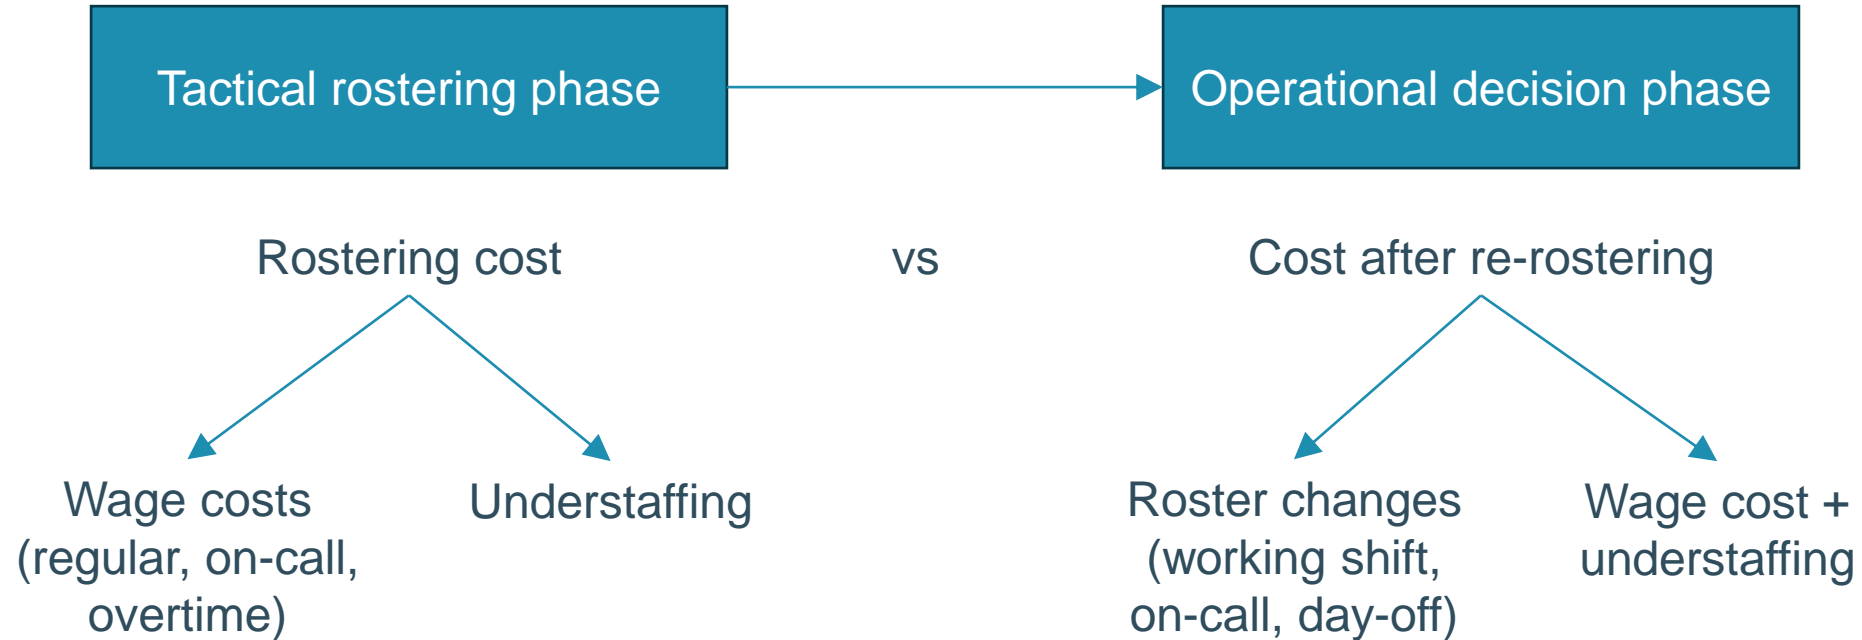 Tactical rostering phase
Operational decision phase
Rostering cost
vs
Cost after re-rostering
Wage costs
(regular, on-call,
overtime)
Understaffing
Roster changes
(working shift,
on-call, day-off)
Wage cost +
understaffing